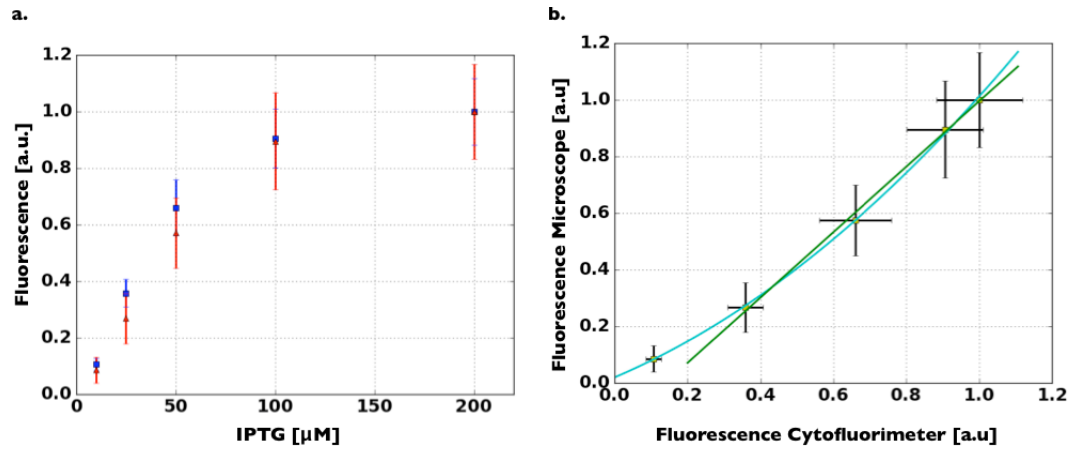 a.
Fluorescence [a.u.]
1.2
1.0
0.8
0.6
0.4
0.2
0.0
0 50 100 150 200
IPTG [µM]
b.
Fluorescence Microscope [a.u]
1.2
1.0
0.8
0.6
0.4
0.2
0.0
0.0 0.2 0.4 0.6 0.8 1.0 1.2
Fluorescence Cytofluorimeter [a.u]